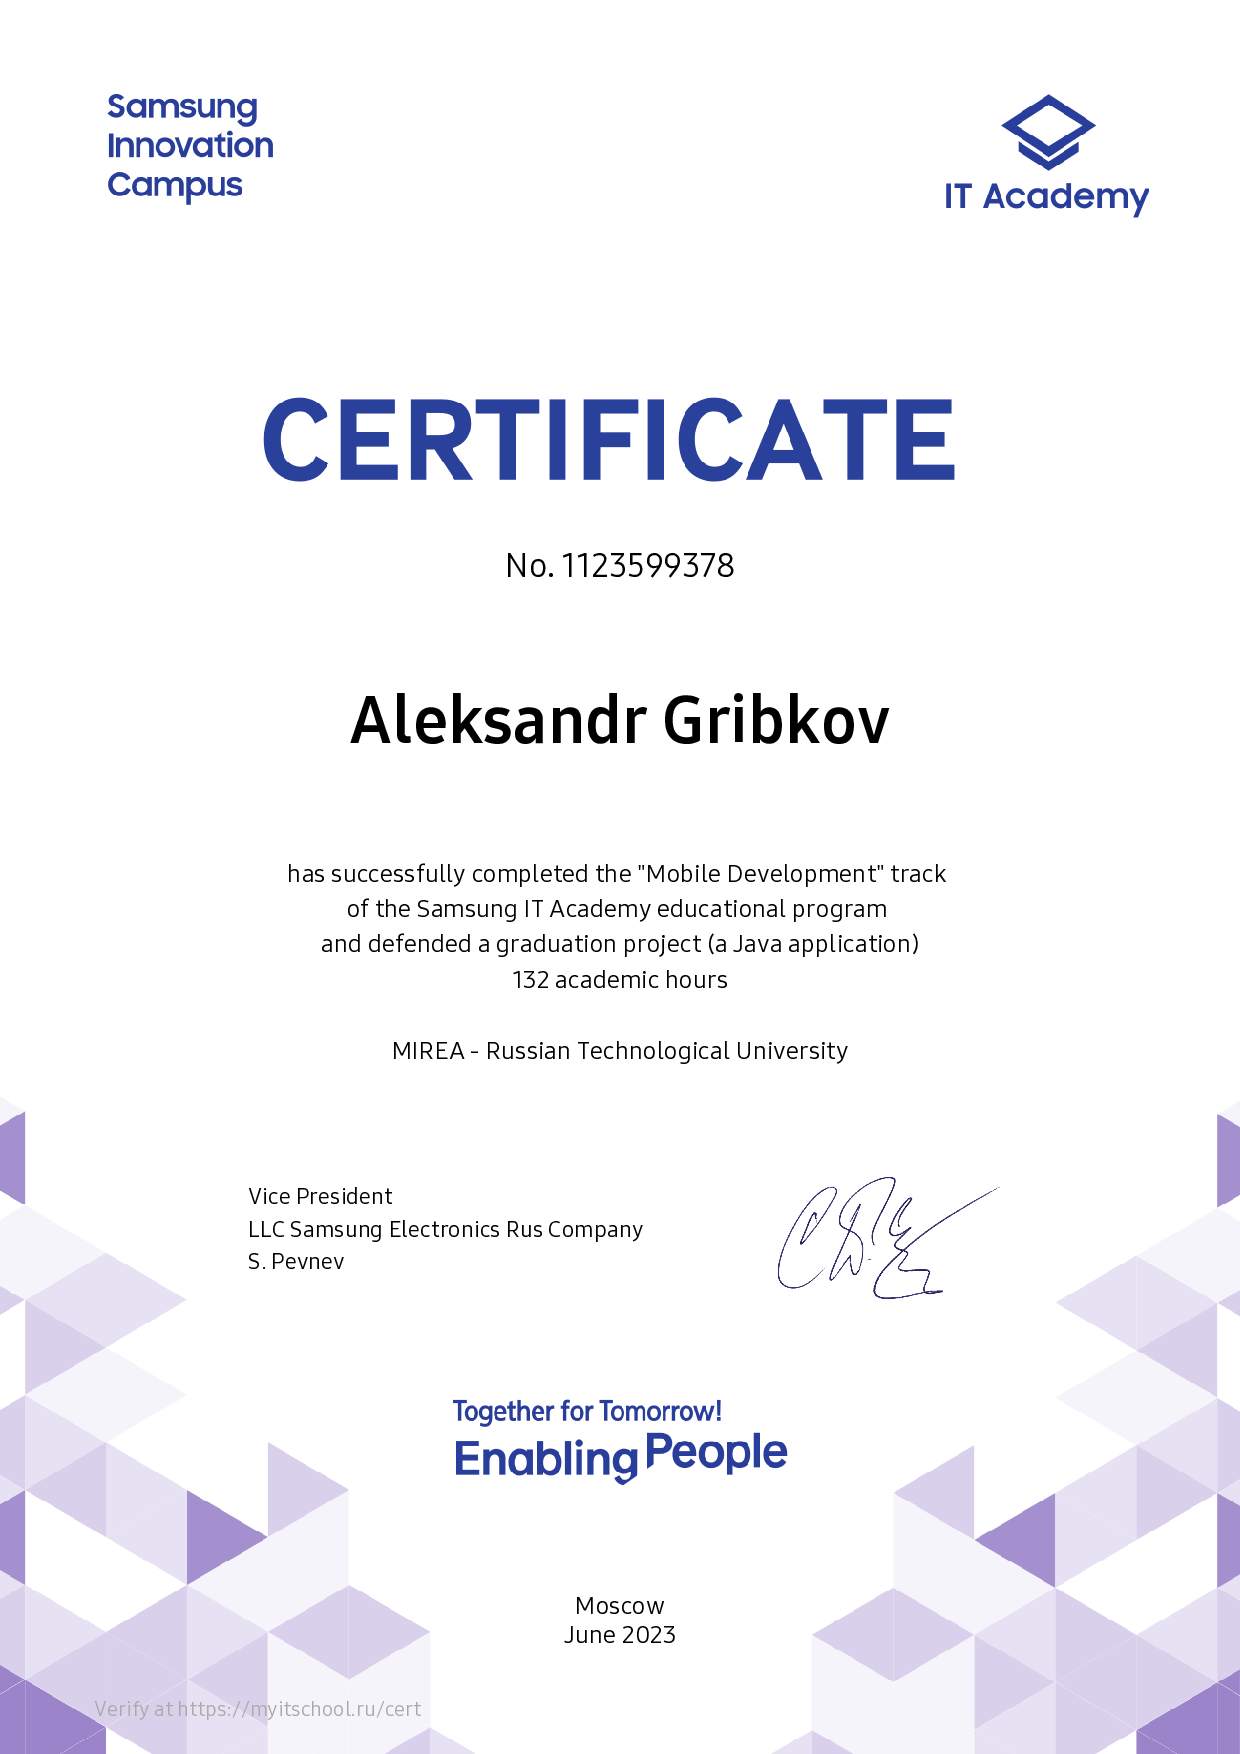 Samsung
Innovation
Campus
IT Academy
CERTIFICATE
No. 1123599378
Aleksandr Gribkov
has successfully completed the "Mobile Development" track
of the Samsung IT Academy educational program
and defended a graduation project (a Java application)
132 academic hours
MIREA - Russian Technological University
Vice President
LLC Samsung Electronics Rus Company
S. Pevnev
Together for Tomorrow!
Enabling People
Moscow
June 2023
Verify at https://myitschool.ru/cert